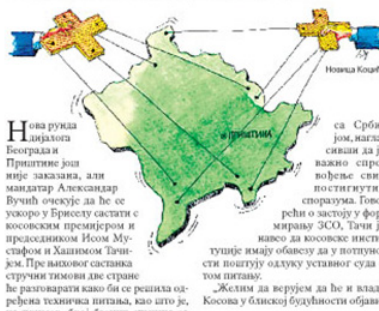 Новица Коцић
ПРИШТИНА
Нова рунда
дијалога
Београда и
Приштине још
није заказана, али
мандатар Александар
Вучић очекује да ће се
ускоро у Бриселу састати с
косовским премијером и
председником Исом Му-
стафом и Хашимом Тачи-
јем. Пре њиховог састанка
стручни тимови две стране
ће разговарати како би се решила од-
ређена техничка питања, као што је,
са Срби
јом, нагла
сивши да ј
важно спро
вођење сви
постигнути
споразума. Гово
рећи о застоју у фор
мирању ЗСО, Тачи ј
навео да косовске инсти
туције имају обавезу да у потпуно
сти поштују одлуку уставног суда
том питању.
„Желим да верујем да ће и влад
Косова у блиској будућности објави